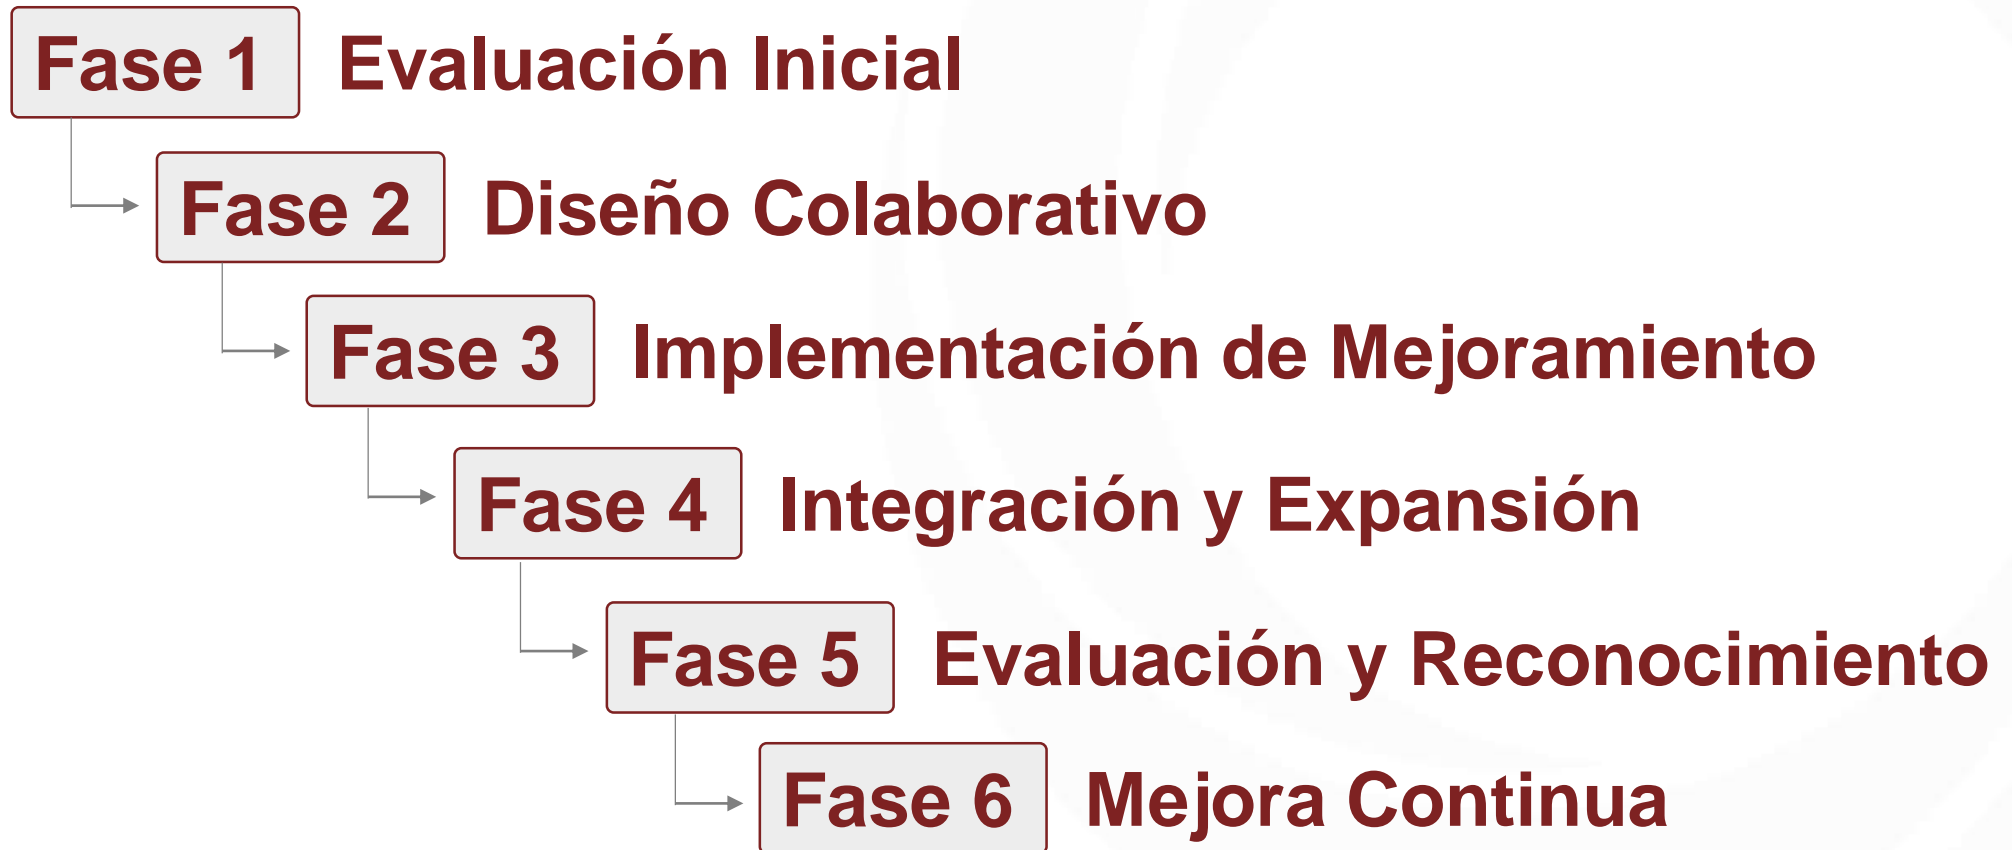 Fase 1 Evaluación Inicial
Fase 2 Diseño Colaborativo
Fase 3 Implementación de Mejoramiento
Fase 4 Integración y Expansión
Fase 5 Evaluación y Reconocimiento
Fase 6 Mejora Continua